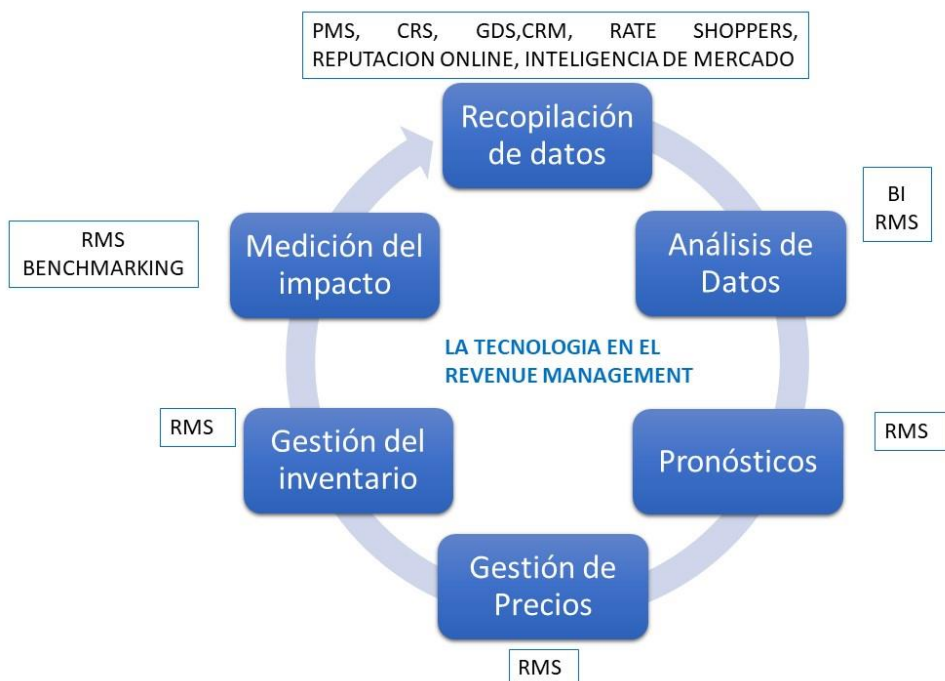 PMS, CRS, GDS,CRM, RATE SHOPPERS,
REPUTACION ONLINE, INTELIGENCIA DE MERCADO
Recopilación
de datos
BI
RMS
Análisis de
Datos
RMS
BENCHMARKING
Medición del
impacto
LA TECNOLOGIA EN EL
REVENUE MANAGEMENT
RMS
Gestión del
inventario
Pronósticos
RMS
Gestión de
Precios
RMS